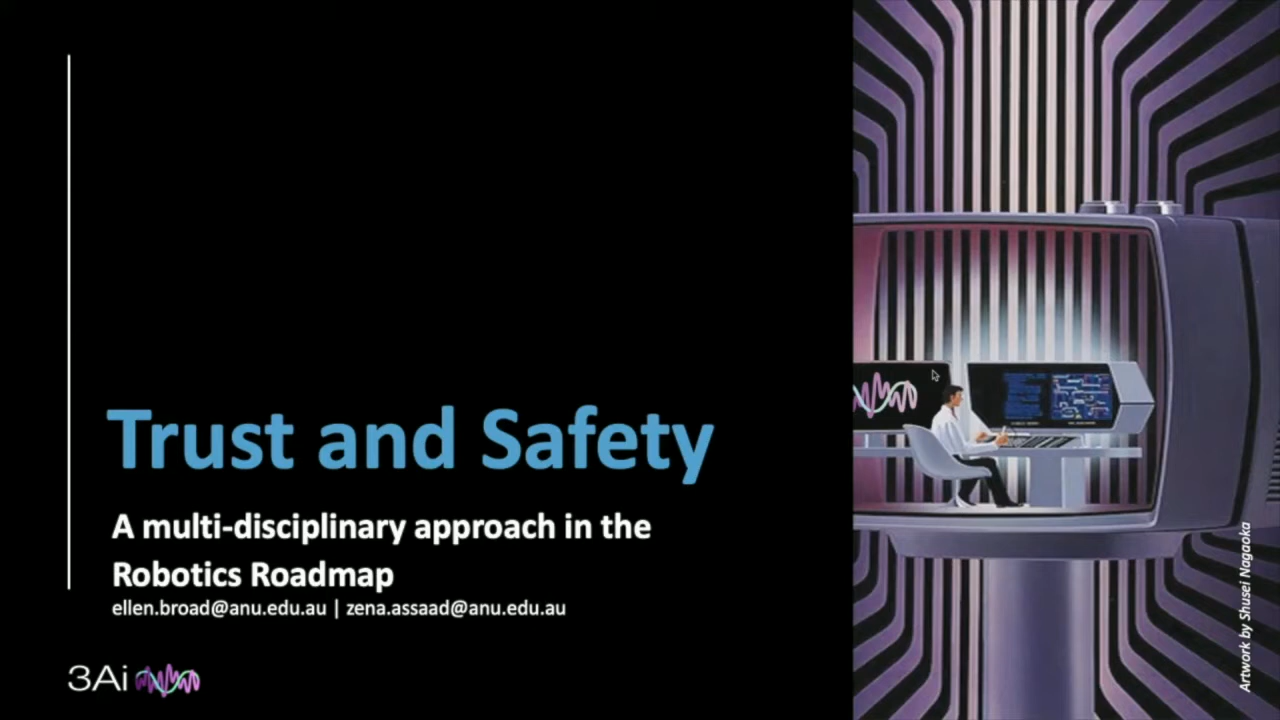 Trust and Safety
A multi-disciplinary approach in the
Robotics Roadmap
ellen.broad@anu.edu.au | zena.assaad@anu.edu.au
3Ai
Artwork by Shusei Nagaoka